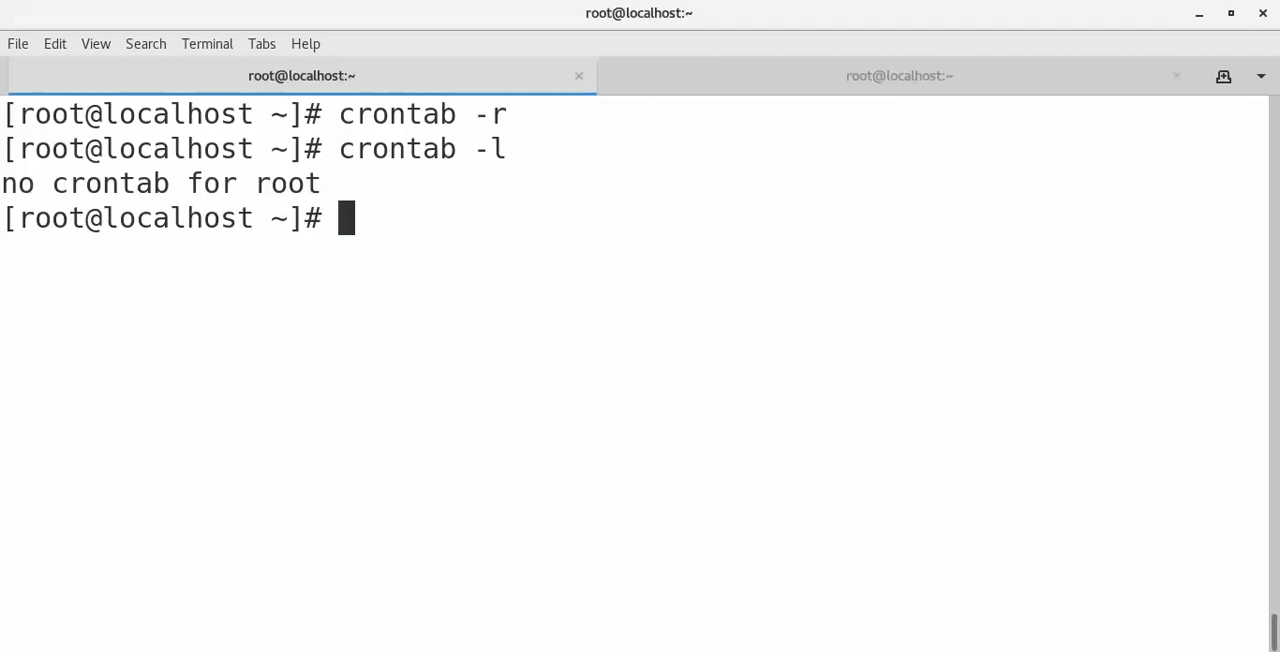 root@localhost:~
File Edit View Search Terminal Tabs Help
root@localhost:~ root@localhost:~
[root@localhost ~]# crontab -r
[root@localhost ~]# crontab -l
no crontab for root
[root@localhost ~]#